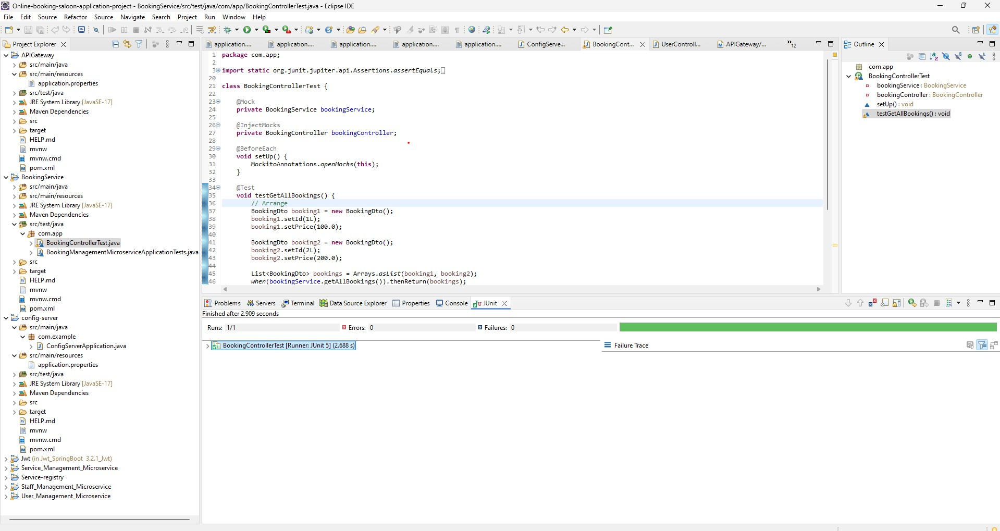 Online-booking-saloon-application-project - BookingService/src/test/java/com/app/BookingControllerTest.java - Eclipse IDE
File Edit Source Refactor Source Navigate Search Project Run Window Help
Project Explorer
APIGateway
src/main/java
src/main/resources
application.properties
src/test/java
JRE System Library [JavaSE-17]
Maven Dependencies
src
target
HELP.md
mvnw
mvnw.cmd
pom.xml
BookingService
src/main/java
src/main/resources
JRE System Library [JavaSE-17]
Maven Dependencies
src/test/java
com.app
BookingControllerTest.java
BookingManagementMicroserviceApplicationTests.java
src
target
HELP.md
mvnw
mvnw.cmd
pom.xml
config-server
src/main/java
com.example
ConfigServerApplication.java
src/main/resources
application.properties
src/test/java
JRE System Library [JavaSE-17]
Maven Dependencies
src
target
HELP.md
mvnw
mvnw.cmd
pom.xml
Jwt (in Jwt_SpringBoot_3.2.1_Jwt)
Service_Management_Microservice
Service-registry
Staff_Management_Microservice
User_Management_Microservice
application.... application.... application.... application.... application.... ConfigServe... BookingCont... UserControll... APIGateway/... »12
1 package com.app;
2
3 import static org.junit.jupiter.api.Assertions.assertEquals;
20
21 class BookingControllerTest {
22
23 @Mock
24 private BookingService bookingService;
25
26 @InjectMocks
27 private BookingController bookingController;
28
29 @BeforeEach
30 void setUp() {
31 MockitoAnnotations.openMocks(this);
32 }
33
34 @Test
35 void testGetAllBookings() {
36 // Arrange
37 BookingDto booking1 = new BookingDto();
38 booking1.setId(1L);
39 booking1.setPrice(100.0);
40
41 BookingDto booking2 = new BookingDto();
42 booking2.setId(2L);
43 booking2.setPrice(200.0);
44
45 List<BookingDto> bookings = Arrays.asList(booking1, booking2);
46 when(bookingService.getAllBookings()).thenReturn(bookings);
Outline
com.app
BookingControllerTest
bookingService : BookingService
bookingController : BookingController
setUp() : void
testGetAllBookings() : void
Problems Servers Terminal Data Source Explorer Properties Console JUnit
Finished after 2.909 seconds
Runs: 1/1 Errors: 0 Failures: 0
BookingControllerTest [Runner: JUnit 5] (2.688 s)
Failure Trace